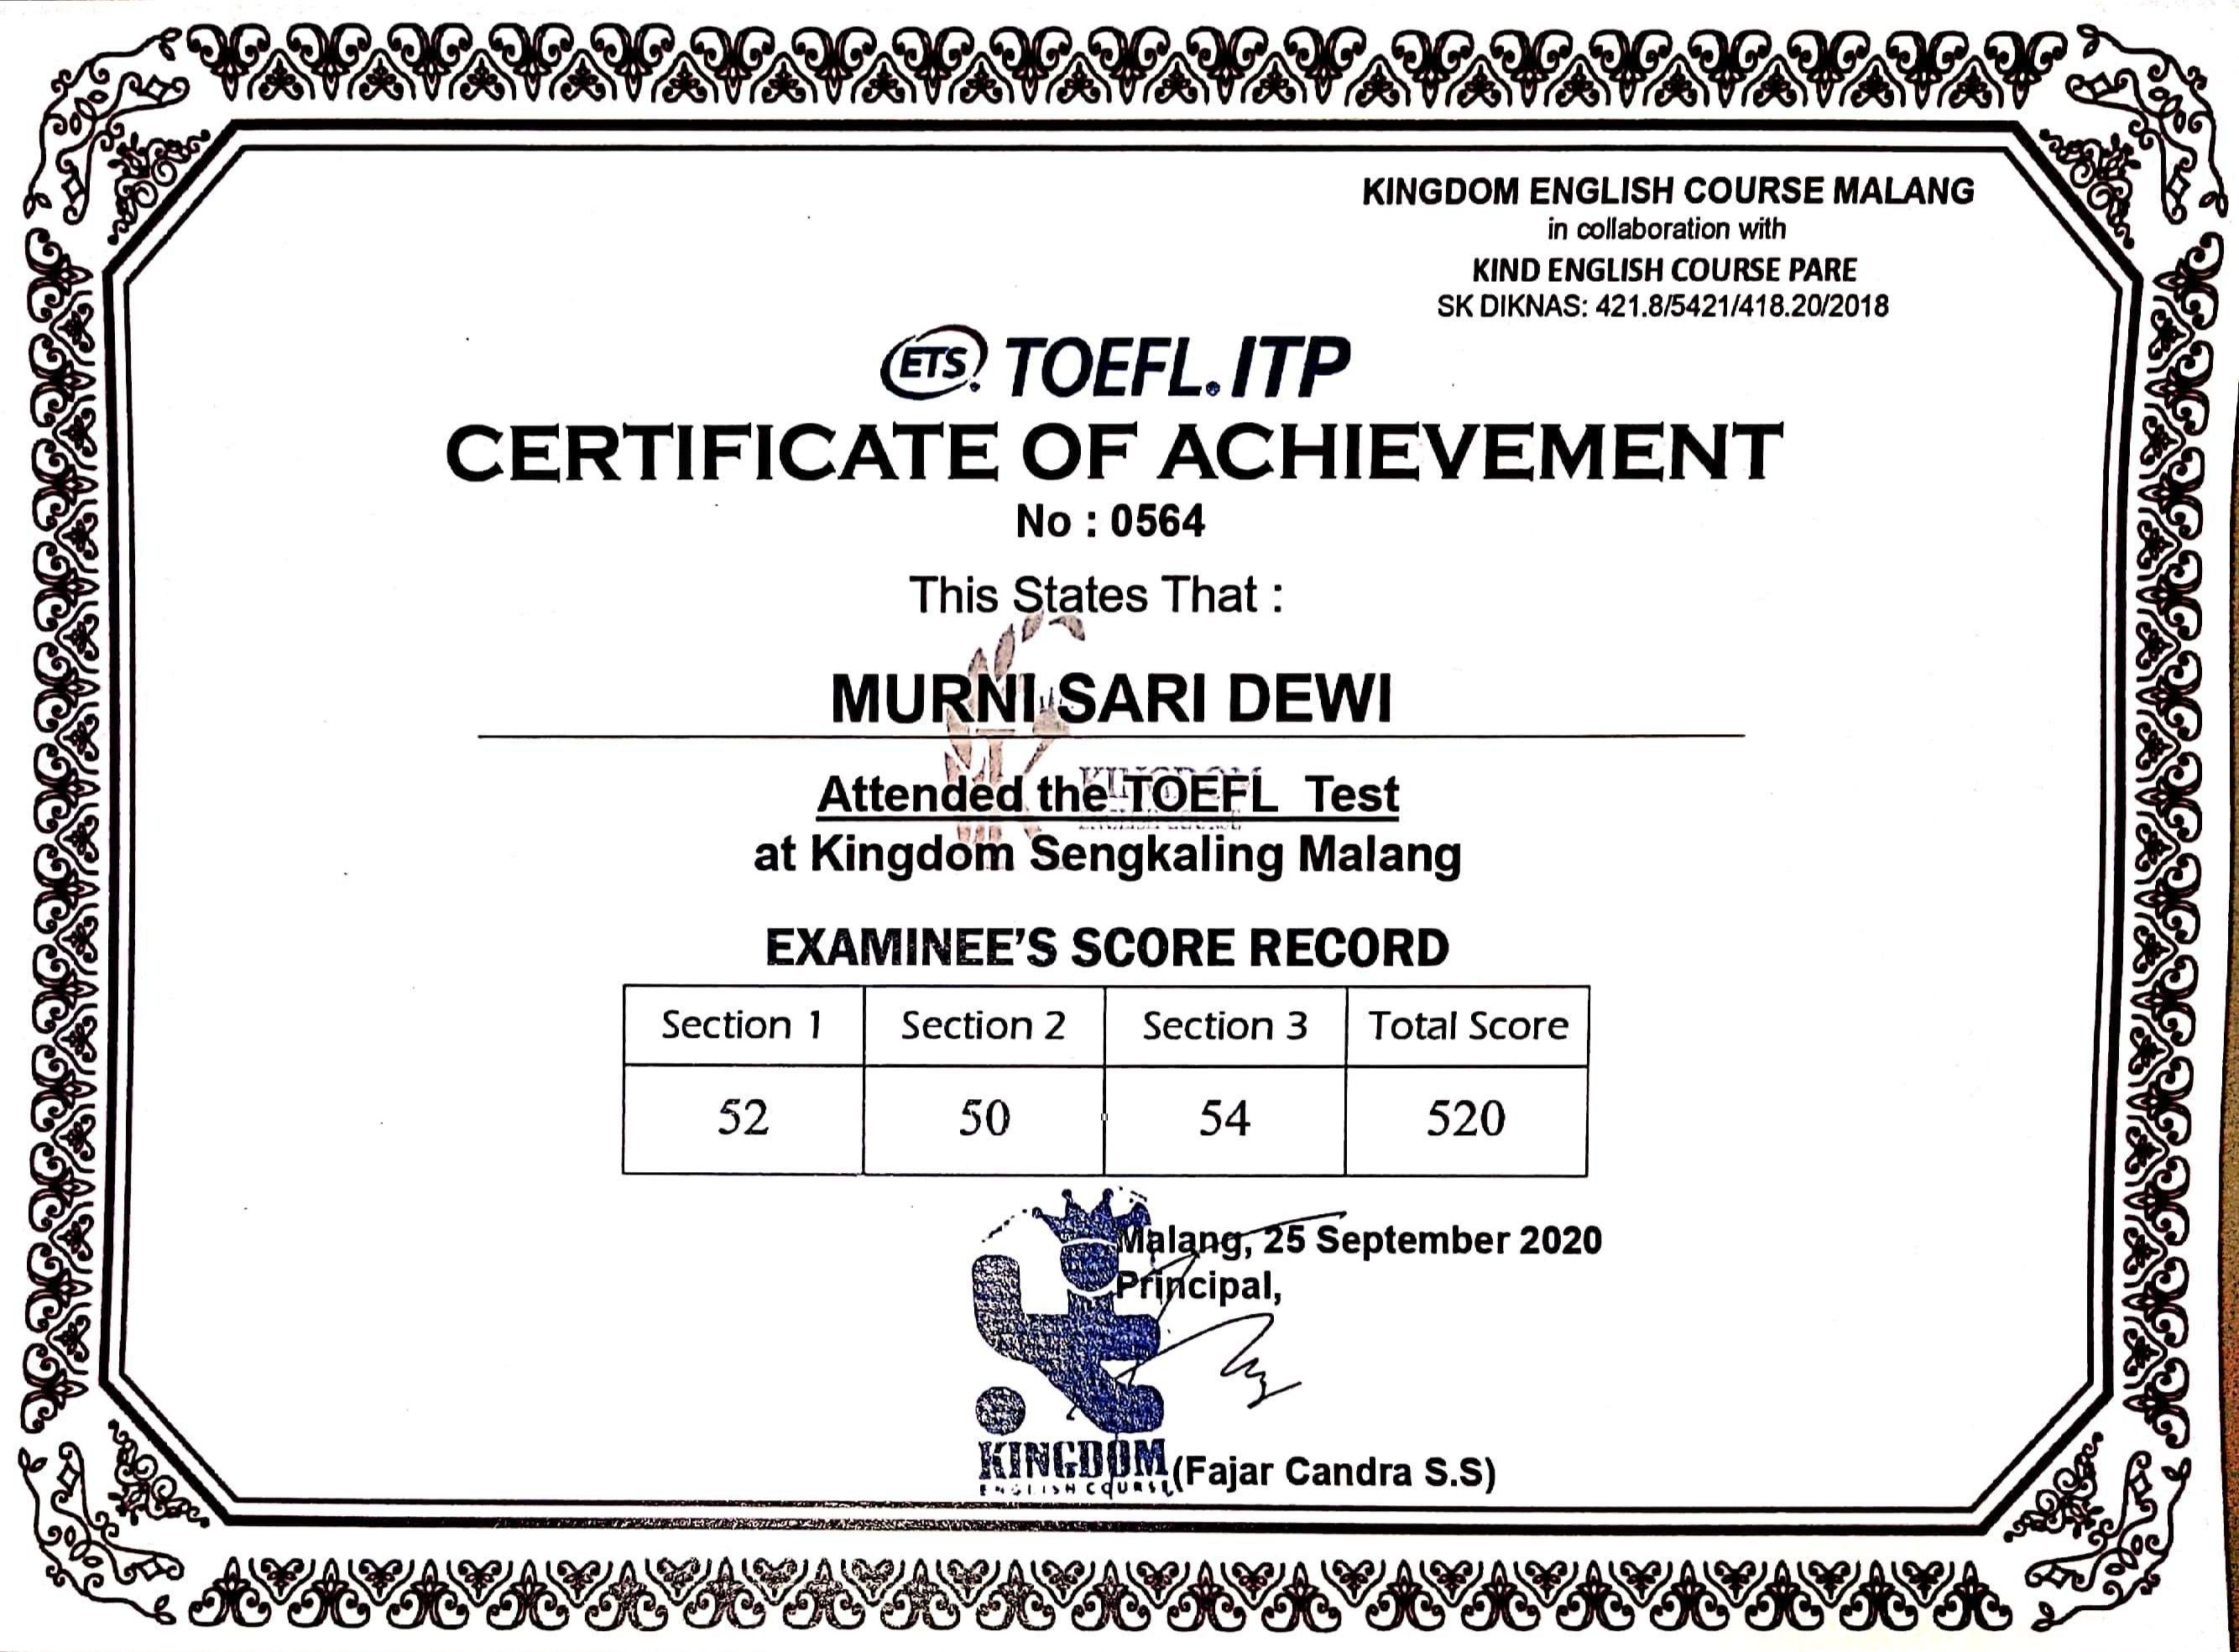 KINGDOM ENGLISH COURSE MALANG
in collaboration with
KIND ENGLISH COURSE PARE
SK DIKNAS: 421.8/5421/418.20/2018
ETS TOEFL ITP
CERTIFICATE OF ACHIEVEMENT
No : 0564
This States That :
MURNI SARI DEWI
KINGDOM
ENGLISH COURSE
Attended the TOEFL Test
at Kingdom Sengkaling Malang
EXAMINEE'S SCORE RECORD
Section 1 Section 2 Section 3 Total Score
52 50 54 520
Malang, 25 September 2020
Principal,
KINGDOM
ENGLISH COURSE
(Fajar Candra S.S)